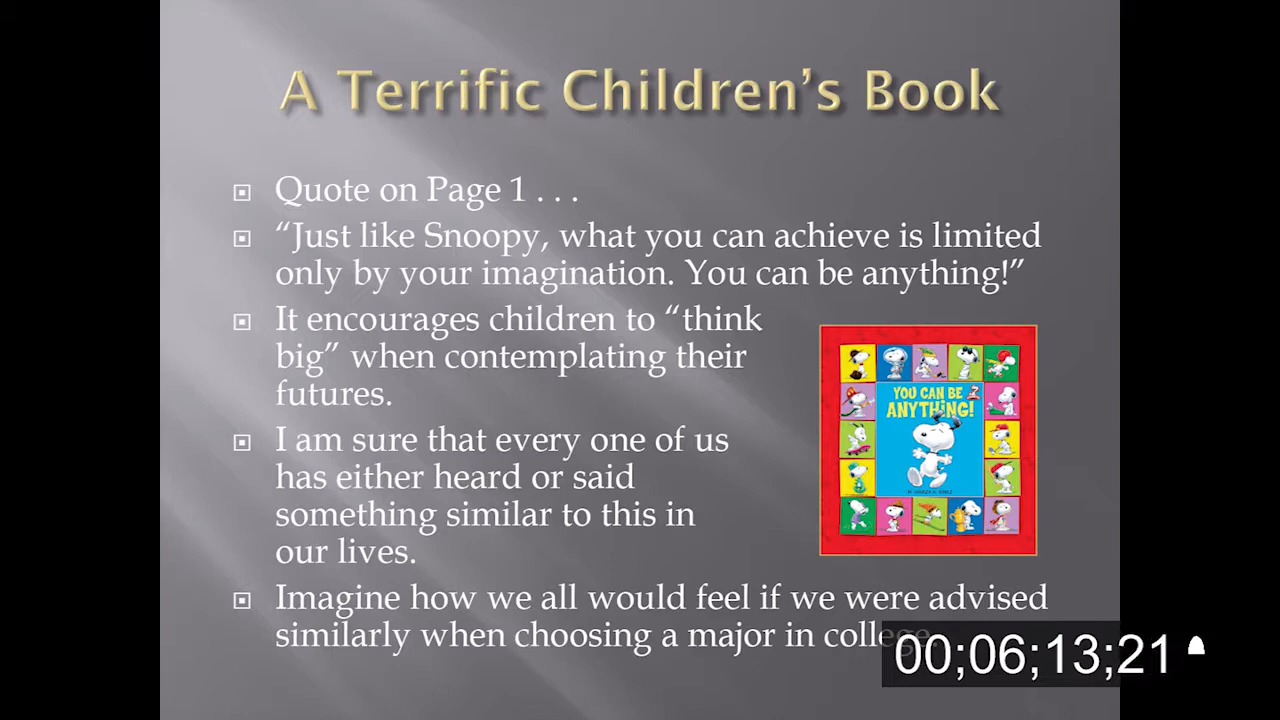 A Terrific Children’s Book
Quote on Page 1 . . .
“Just like Snoopy, what you can achieve is limited
only by your imagination. You can be anything!”
It encourages children to “think
big” when contemplating their
futures.
I am sure that every one of us
has either heard or said
something similar to this in
our lives.
Imagine how we all would feel if we were advised
similarly when choosing a major in college.
YOU CAN BE
ANYTHING!
00;06;13;21